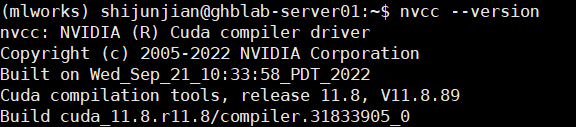 (mlworks) shijunjian@ghblab-server01:~$ nvcc --version
nvcc: NVIDIA (R) Cuda compiler driver
Copyright (c) 2005-2022 NVIDIA Corporation
Built on Wed_Sep_21_10:33:58_PDT_2022
Cuda compilation tools, release 11.8, V11.8.89
Build cuda_11.8.r11.8/compiler.31833905_0